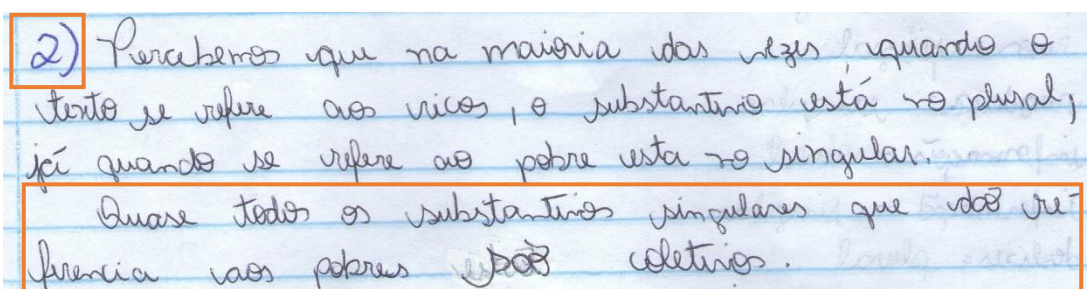 2) Percebemos que na maioria das vezes, quando o
texto se refere aos ricos, o substantivo está no plural;
já quando se refere ao pobre esta no singular.
Quase todos os substantivos singulares que dão re-
ferencia aos pobres são coletivos.